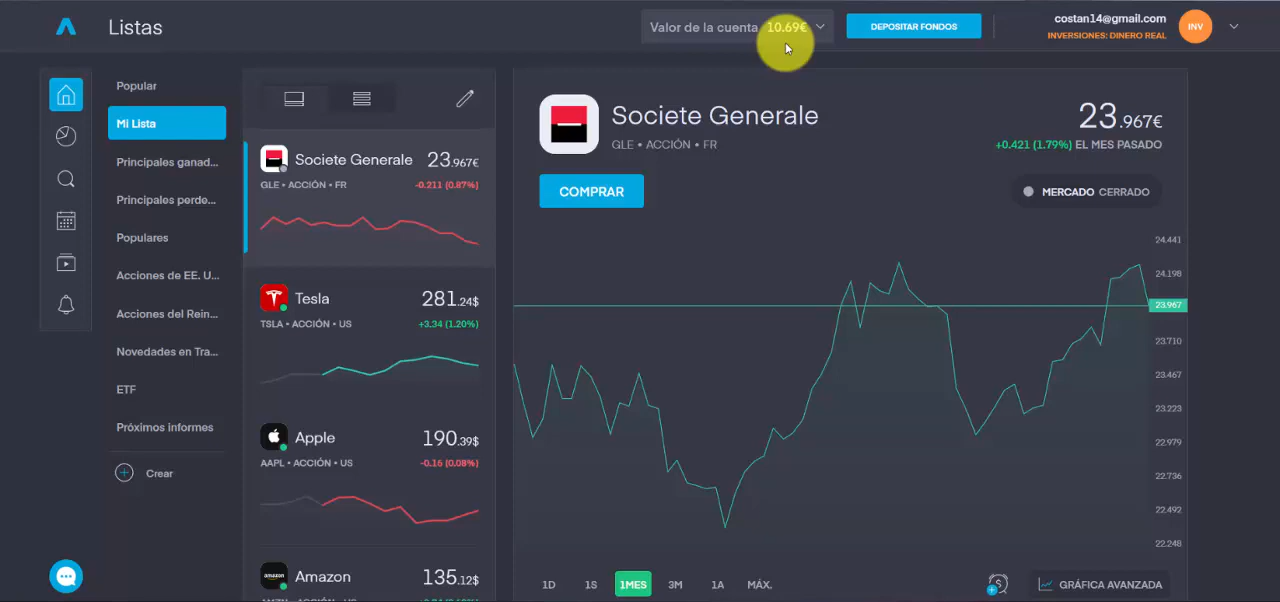 Listas
Valor de la cuenta 10.69€
DEPOSITAR FONDOS
costan14@gmail.com
INVERSIONES: DINERO REAL
INV
Popular
Mi Lista
Principales ganad...
Principales perde...
Populares
Acciones de EE. U...
Acciones del Rein...
Novedades en Tra...
ETF
Próximos informes
Crear
Societe Generale 23.967€
GLE • ACCIÓN • FR -0.211 (0.87%)
Tesla 281.24$
TSLA • ACCIÓN • US +3.34 (1.20%)
Apple 190.39$
AAPL • ACCIÓN • US -0.16 (0.08%)
amazon
Amazon 135.12$
Societe Generale
GLE • ACCIÓN • FR
23.967€
+0.421 (1.79%) EL MES PASADO
COMPRAR
MERCADO CERRADO
24.441
24.198
23.967
23.710
23.467
23.223
22.979
22.736
22.492
22.248
1D 1S 1MES 3M 1A MÁX.
GRÁFICA AVANZADA